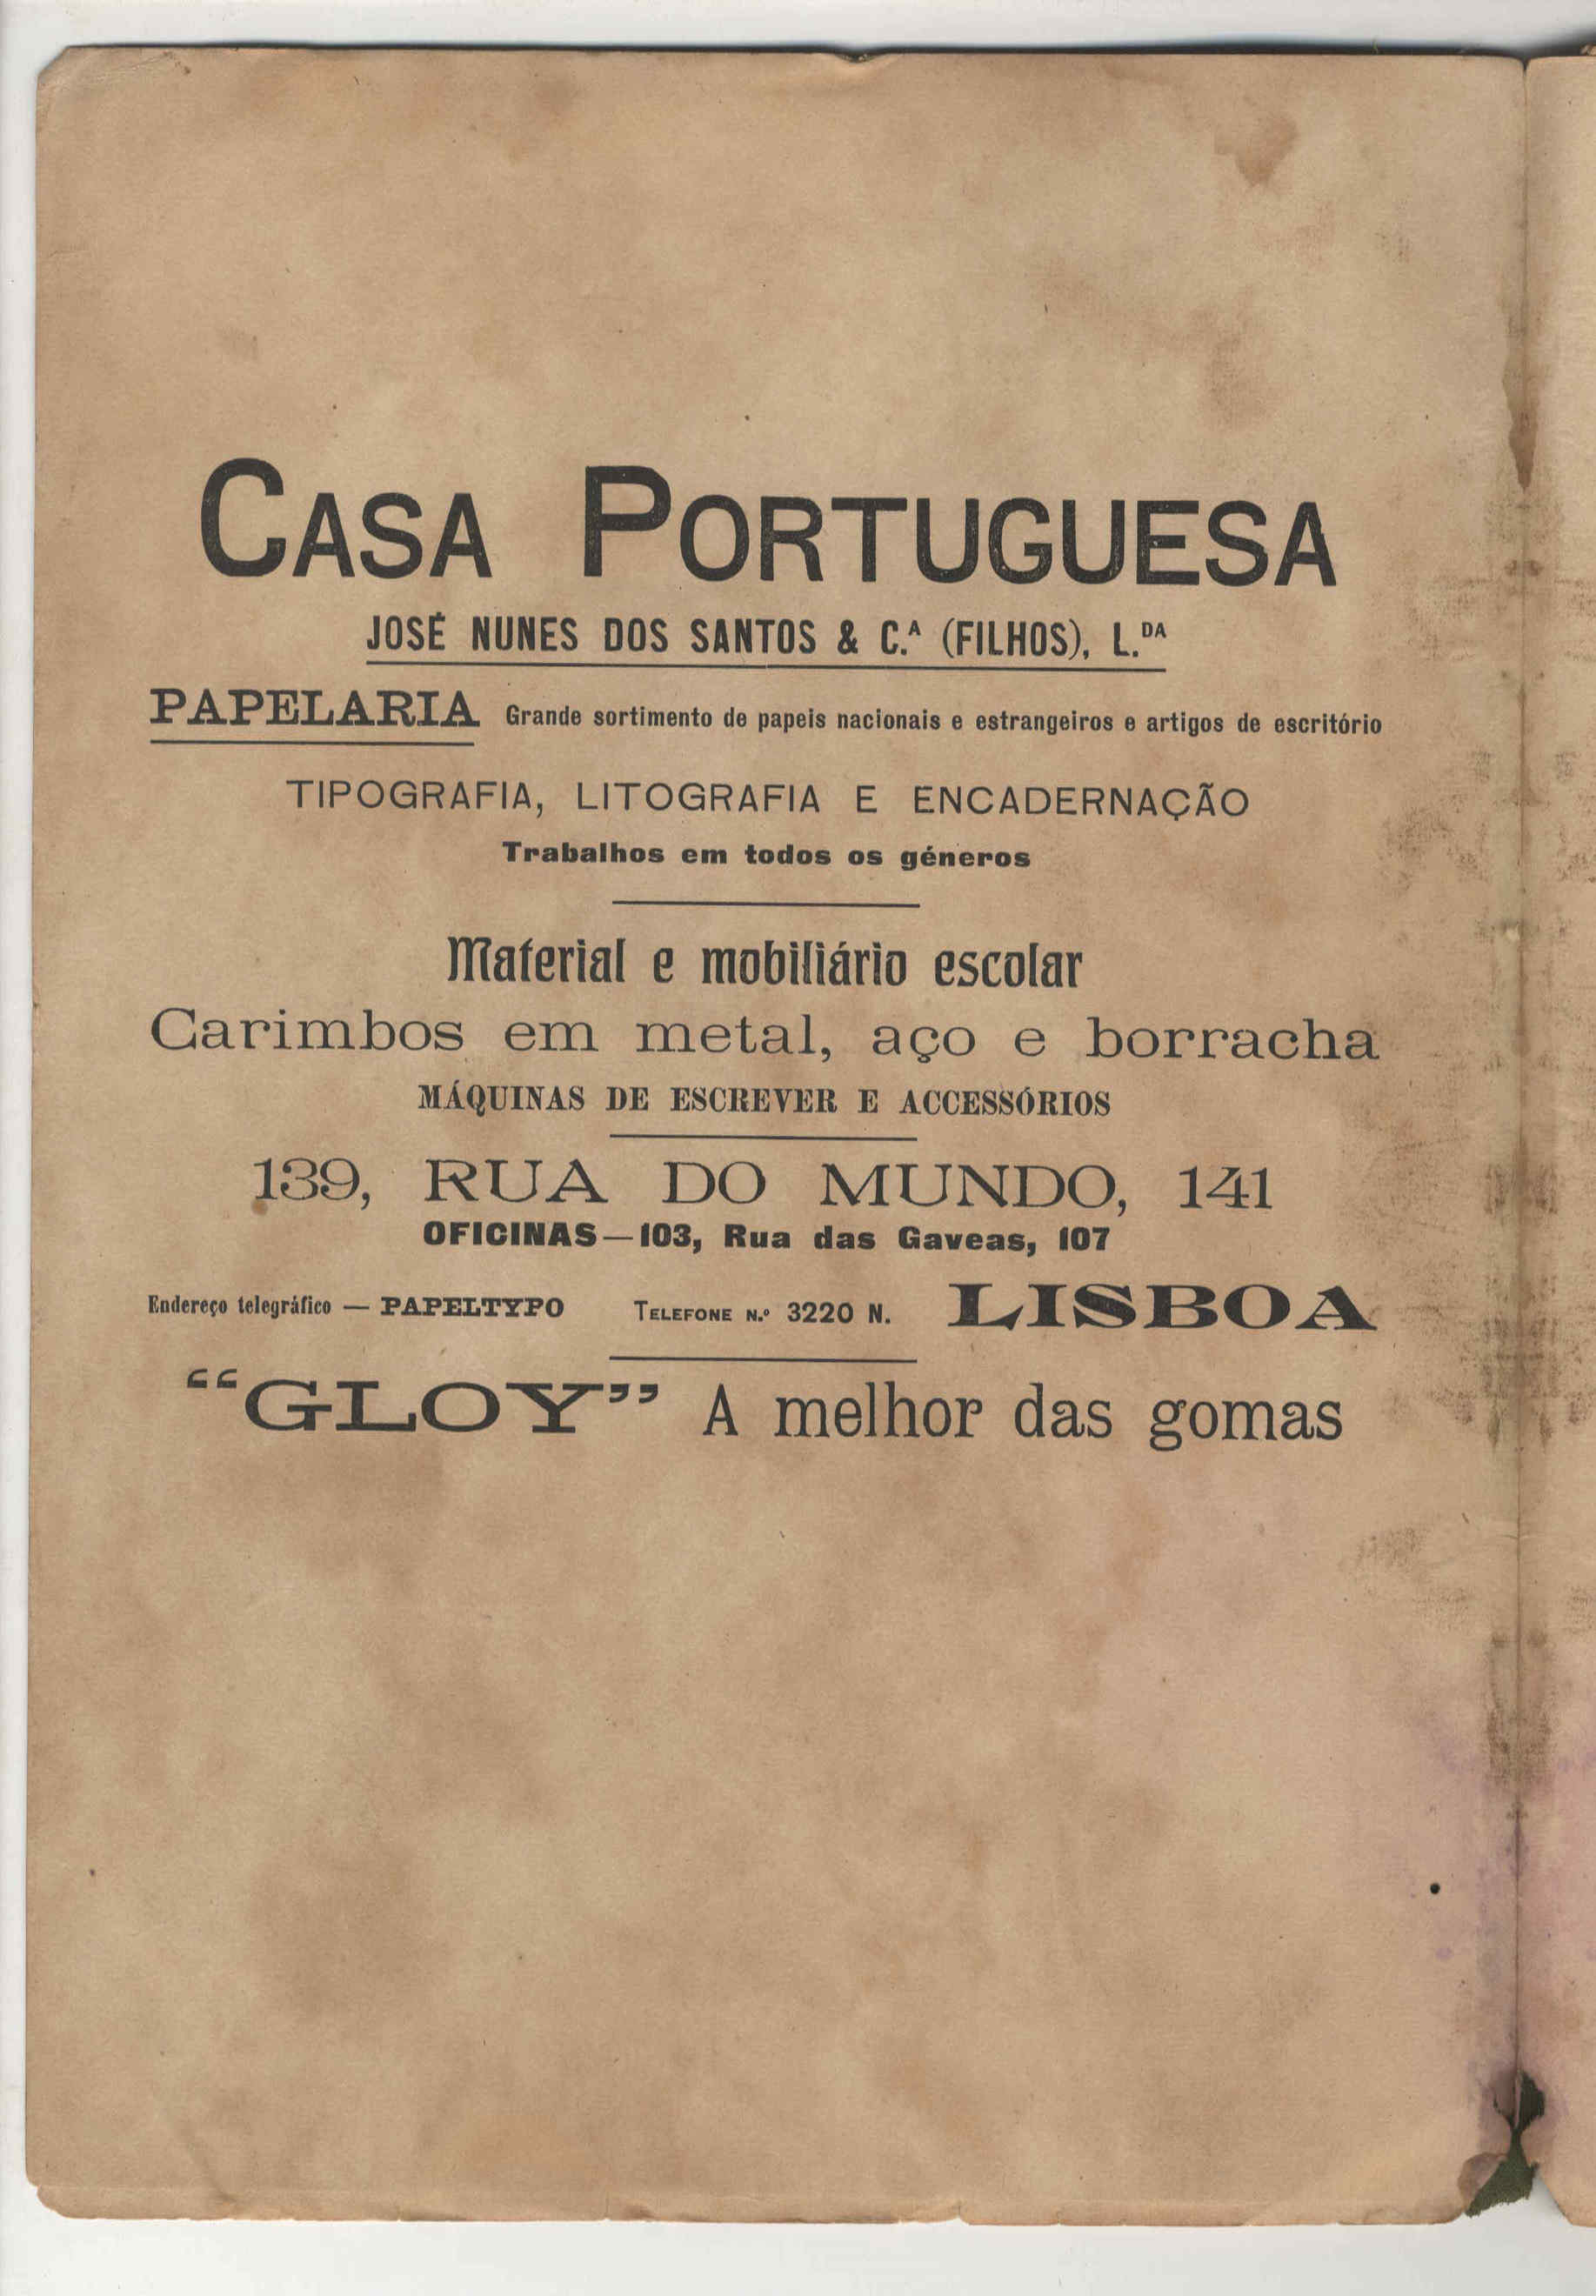 CASA PORTUGUESA
JOSÉ NUNES DOS SANTOS & C.ᴬ (FILHOS), L.ᴰᴬ
PAPELARIA Grande sortimento de papeis nacionais e estrangeiros e artigos de escritório
TIPOGRAFIA, LITOGRAFIA E ENCADERNAÇÃO
Trabalhos em todos os géneros
Material e mobiliário escolar
Carimbos em metal, aço e borracha
MÁQUINAS DE ESCREVER E ACCESSÓRIOS
139, RUA DO MUNDO, 141
OFICINAS—103, Rua das Gaveas, 107
Endereço telegráfico — PAPELTYPO TELEFONE N.º 3220 N. LISBOA
“GLOY” A melhor das gomas